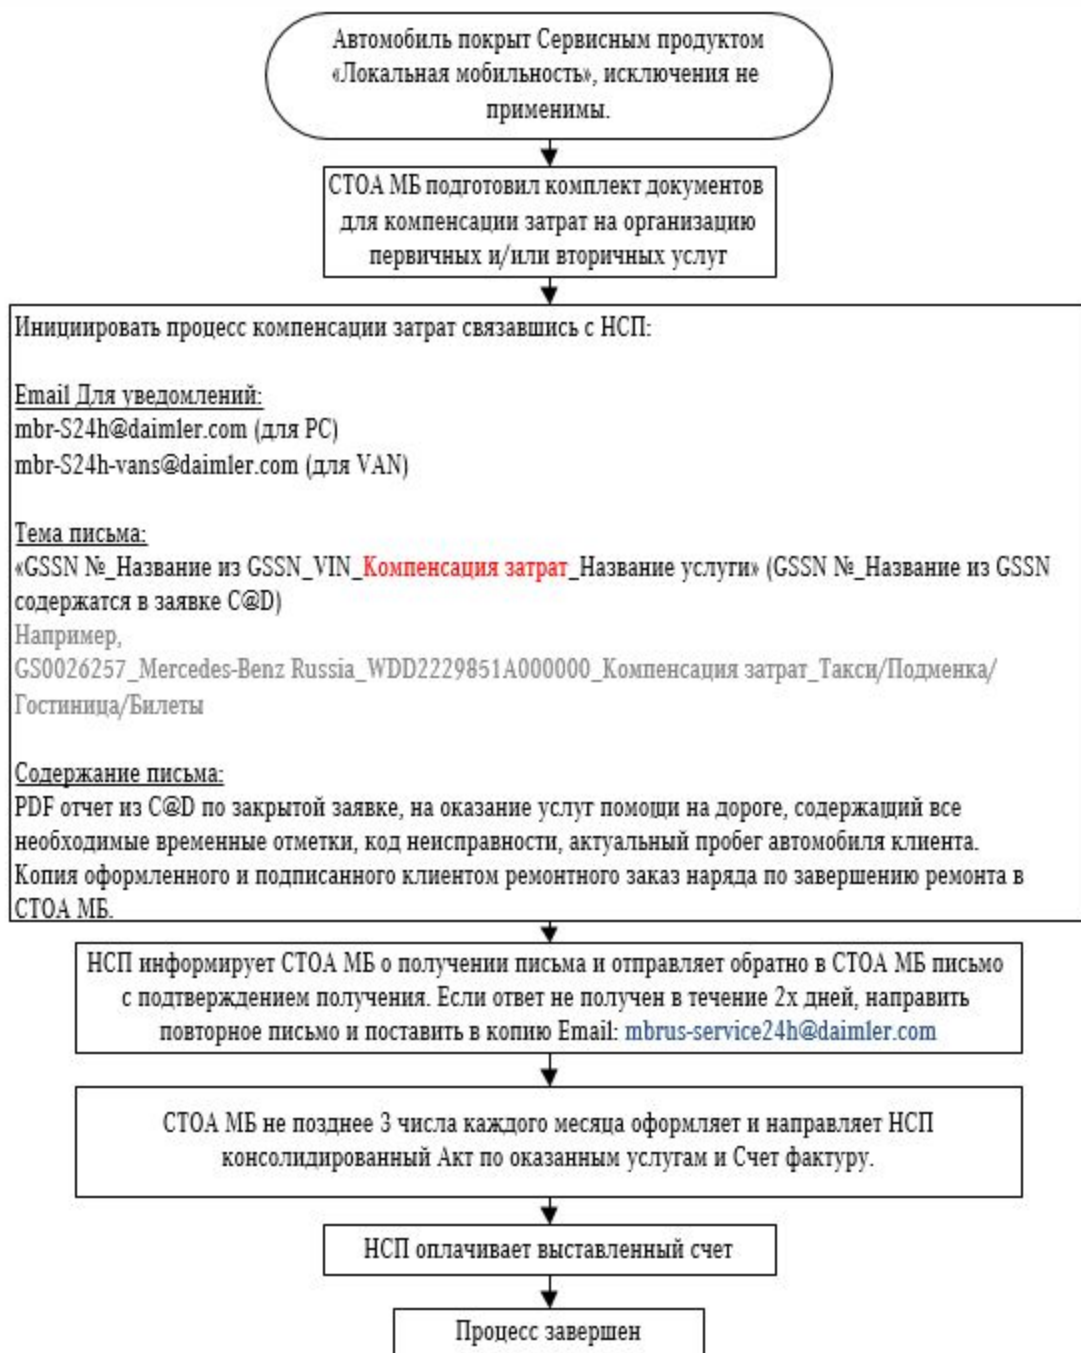 Автомобиль покрыт Сервисным продуктом
«Локальная мобильность», исключения не
применимы.
СТОА МБ подготовил комплект документов
для компенсации затрат на организацию
первичных и/или вторичных услуг
Инициировать процесс компенсации затрат связавшись с НСП:
Email Для уведомлений:
mbr-S24h@daimler.com (для PC)
mbr-S24h-vans@daimler.com (для VAN)
Тема письма:
«GSSN №_Название из GSSN_VIN_Компенсация затрат_Название услуги» (GSSN №_Название из GSSN
содержатся в заявке C@D)
Например,
GS0026257_Mercedes-Benz Russia_WDD2229851A000000_Компенсация затрат_Такси/Подменка/
Гостиница/Билеты
Содержание письма:
PDF отчет из C@D по закрытой заявке, на оказание услуг помощи на дороге, содержащий все
необходимые временные отметки, код неисправности, актуальный пробег автомобиля клиента.
Копия оформленного и подписанного клиентом ремонтного заказ наряда по завершению ремонта в
СТОА МБ.
НСП информирует СТОА МБ о получении письма и отправляет обратно в СТОА МБ письмо
с подтверждением получения. Если ответ не получен в течение 2х дней, направить
повторное письмо и поставить в копию Email: mbrus-service24h@daimler.com
СТОА МБ не позднее 3 числа каждого месяца оформляет и направляет НСП
консолидированный Акт по оказанным услугам и Счет фактуру.
НСП оплачивает выставленный счет
Процесс завершен